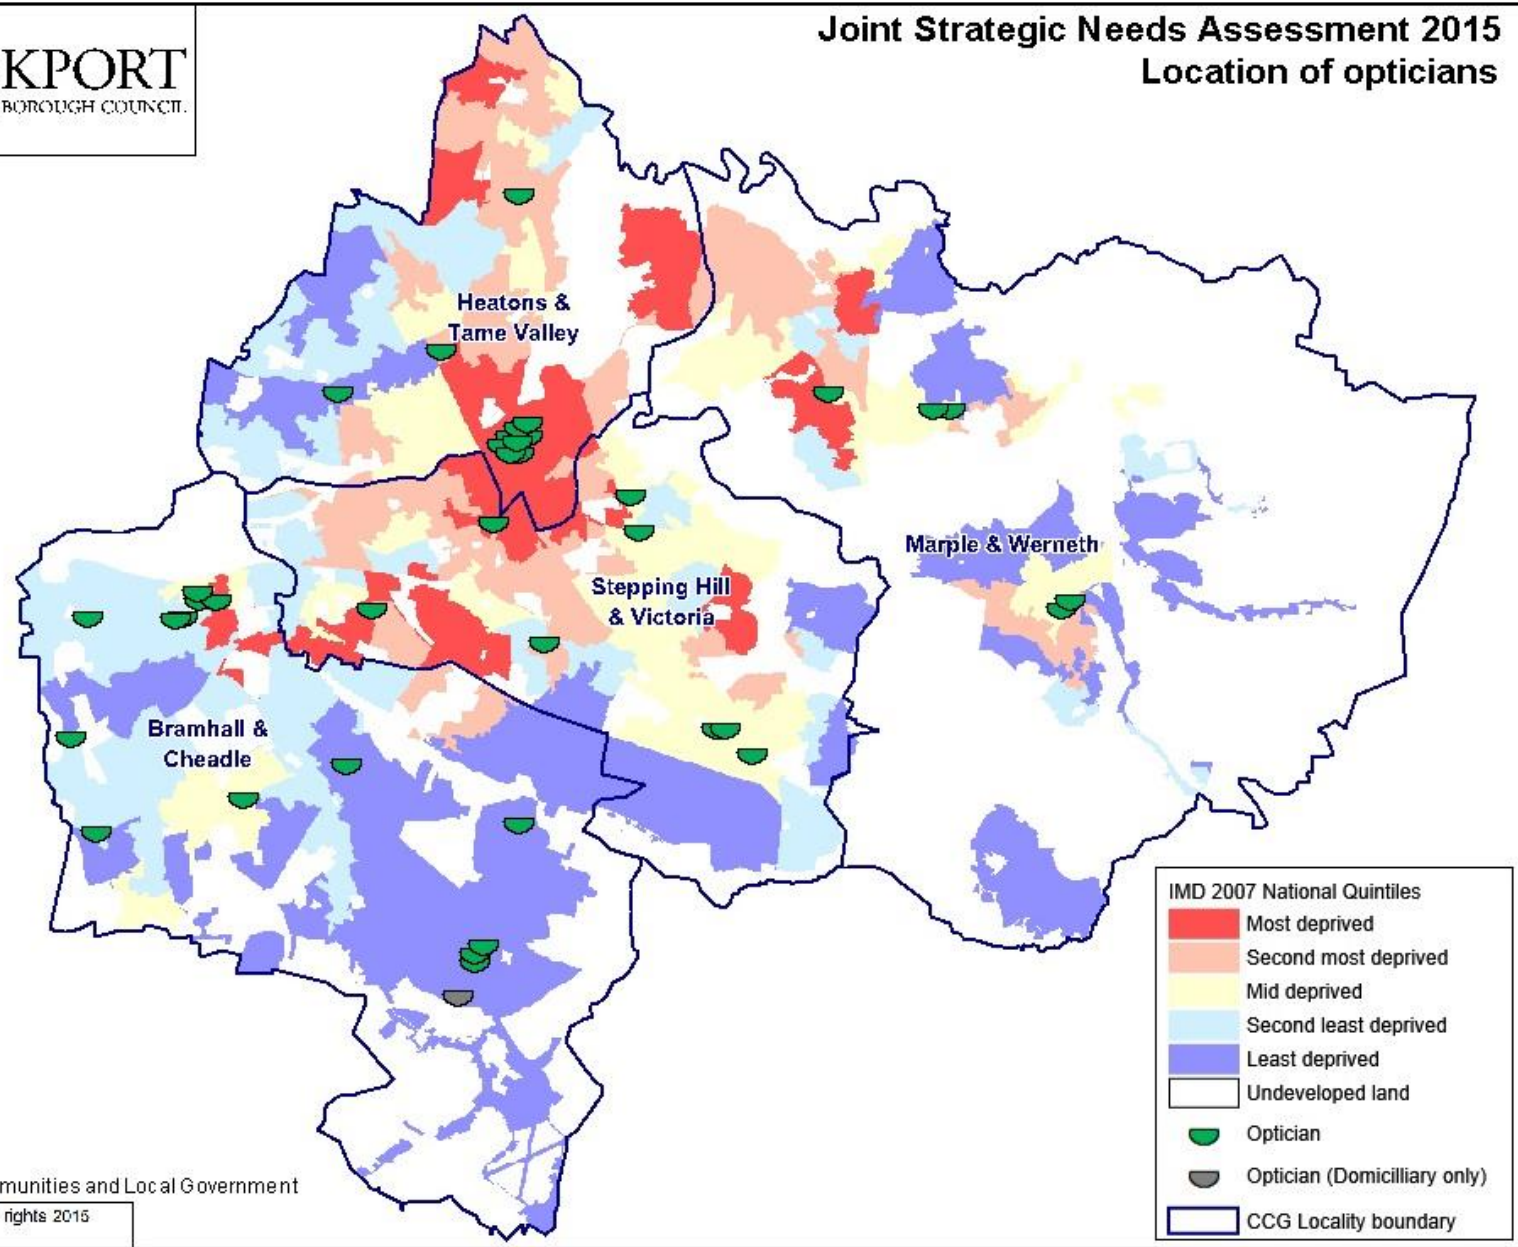 KPORT
BOROUGH COUNCIL
Joint Strategic Needs Assessment 2015
Location of opticians
Heatons &
Tame Valley
Marple & Werneth
Stepping Hill
& Victoria
Bramhall &
Cheadle
IMD 2007 National Quintiles
Most deprived
Second most deprived
Mid deprived
Second least deprived
Least deprived
Undeveloped land
Optician
Optician (Domicilliary only)
CCG Locality boundary
munities and Local Government
rights 2015